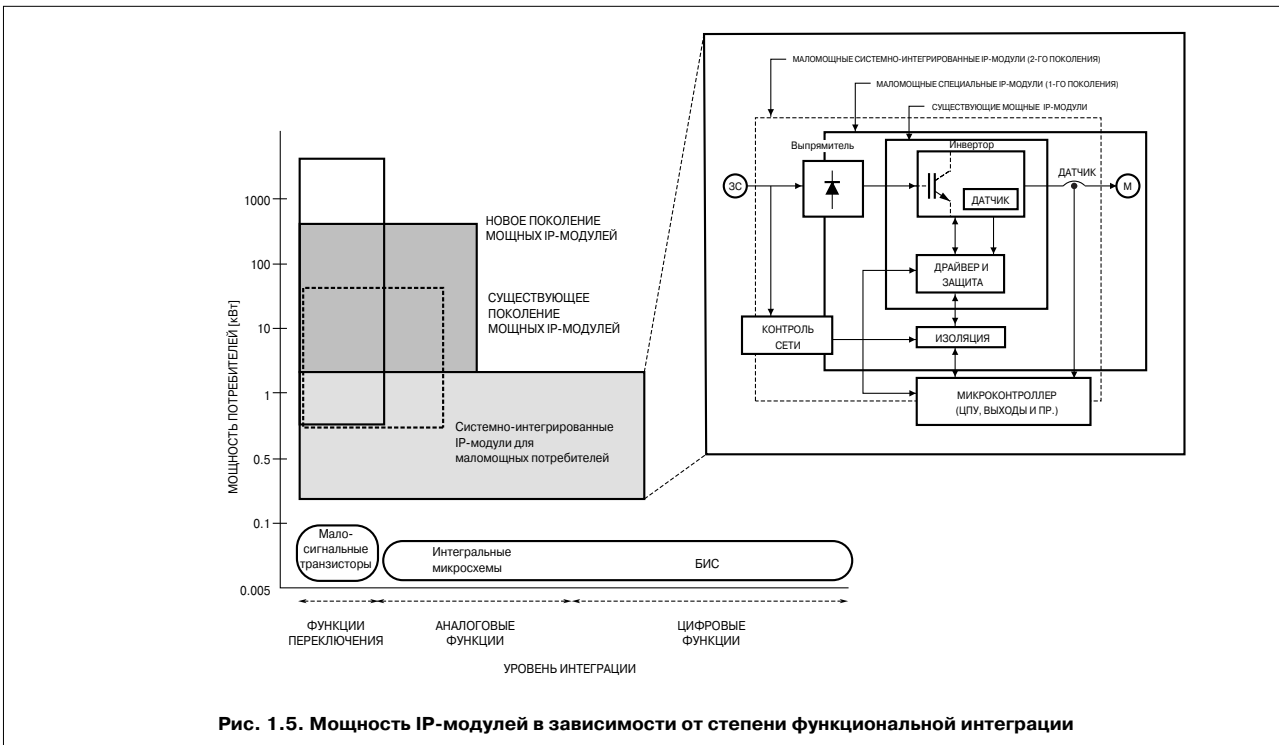 МАЛОМОЩНЫЕ СИСТЕМНО-ИНТЕГРИРОВАННЫЕ IP-МОДУЛИ (2-ГО ПОКОЛЕНИЯ)
МАЛОМОЩНЫЕ СПЕЦИАЛЬНЫЕ IP-МОДУЛИ (1-ГО ПОКОЛЕНИЯ)
СУЩЕСТВУЮЩИЕ МОЩНЫЕ IP-МОДУЛИ
Выпрямитель
Инвертор
ЗС
ДАТЧИК
ДАТЧИК
М
ДРАЙВЕР И
ЗАЩИТА
КОНТРОЛЬ
СЕТИ
ИЗОЛЯЦИЯ
МИКРОКОНТРОЛЛЕР
(ЦПУ, ВЫХОДЫ И ПР.)
МОЩНОСТЬ ПОТРЕБИТЕЛЕЙ [кВт]
1000
100
10
1
0.5
0.1
0.005
НОВОЕ ПОКОЛЕНИЕ
МОЩНЫХ IP-МОДУЛЕЙ
СУЩЕСТВУЮЩЕЕ
ПОКОЛЕНИЕ
МОЩНЫХ IP-МОДУЛЕЙ
Системно-интегрированные
IP-модули для
маломощных потребителей
Мало-
сигнальные
транзисторы
Интегральные
микросхемы
БИС
ФУНКЦИИ
ПЕРЕКЛЮЧЕНИЯ
АНАЛОГОВЫЕ
ФУНКЦИИ
ЦИФРОВЫЕ
ФУНКЦИИ
УРОВЕНЬ ИНТЕГРАЦИИ
Рис. 1.5. Мощность IP-модулей в зависимости от степени функциональной интеграции